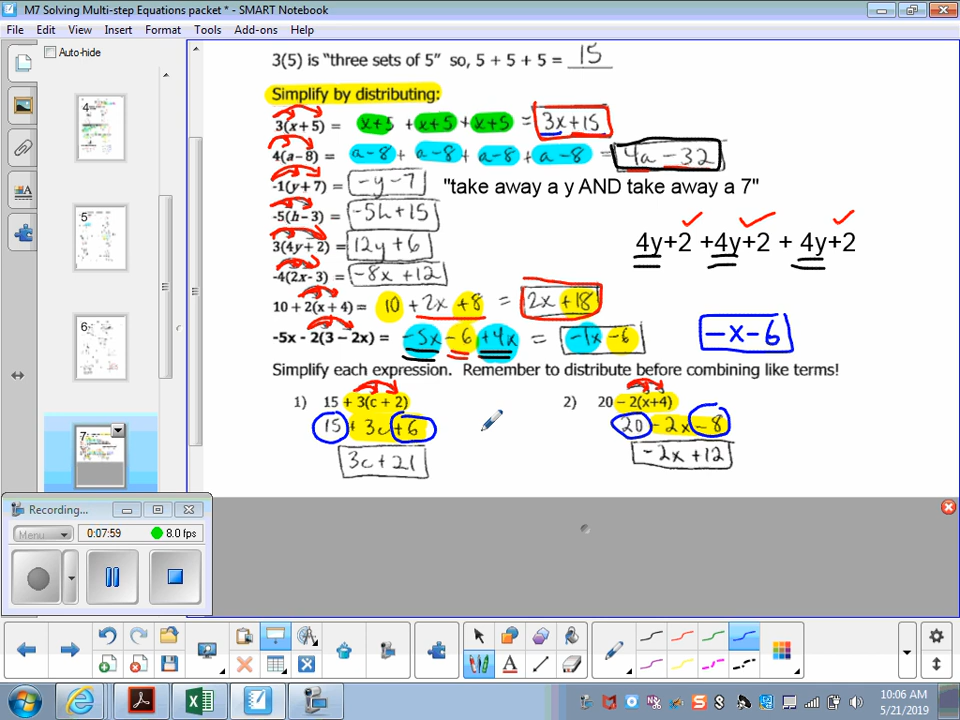 M7 Solving Multi-step Equations packet * - SMART Notebook
File Edit View Insert Format Tools Add-ons Help
Auto-hide
3(5) is “three sets of 5” so, 5 + 5 + 5 = 15
Simplify by distributing:
3(x + 5) = x+5 + x+5 + x+5 = 3x+15
4(a – 8) = a-8 + a-8 + a-8 + a-8 = 4a - 32
-1(y + 7) = -y - 7 "take away a y AND take away a 7"
-5(h – 3) = -5h + 15
4y+2 +4y+2 + 4y+2
3(4y + 2) = 12y + 6
-4(2x - 3) = -8x + 12
10 + 2(x + 4) = 10 + 2x + 8 = 2x + 18
-5x - 2(3 – 2x) = -5x - 6 + 4x = -1x - 6
-x-6
Simplify each expression. Remember to distribute before combining like terms!
1) 15 + 3(c + 2) 2) 20 – 2(x+4)
15 + 3c + 6 20 - 2x - 8
3c + 21 -2x + 12
4
5
6
7
Recording...
Menu 0:07:59 8.0 fps
10:06 AM
5/21/2019